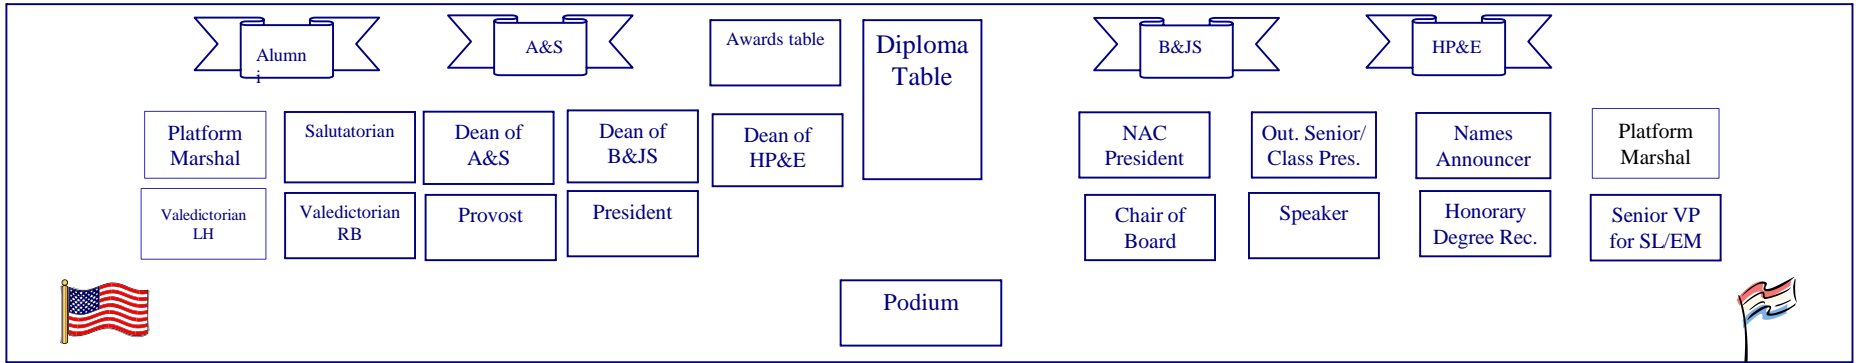 Alumn
i
A&S
Awards table
Diploma
Table
B&JS
HP&E
Platform
Marshal
Salutatorian
Dean of
A&S
Dean of
B&JS
Dean of
HP&E
NAC
President
Out. Senior/
Class Pres.
Names
Announcer
Platform
Marshal
Valedictorian
LH
Valedictorian
RB
Provost
President
Chair of
Board
Speaker
Honorary
Degree Rec.
Senior VP
for SL/EM
Podium